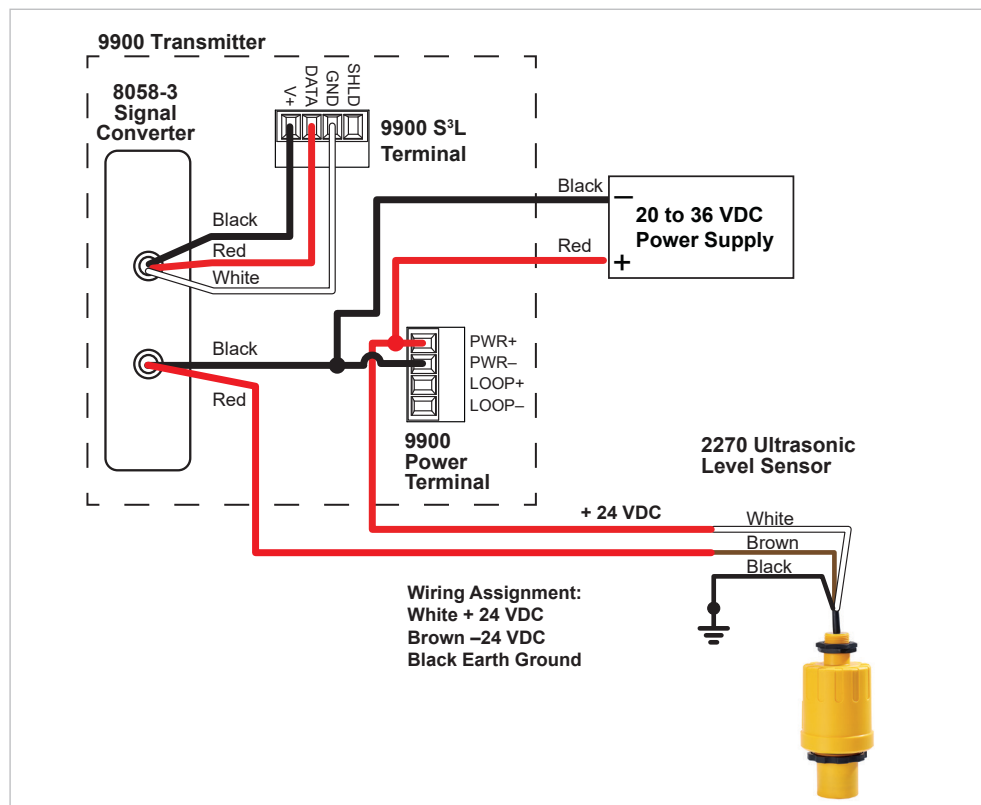 9900 Transmitter
8058-3
Signal
Converter
V+
DATA
GND
SHLD
9900 S³L
Terminal
Black
Red
White
Black
Red
Black
–
20 to 36 VDC
Power Supply
Red
+
PWR+
PWR–
LOOP+
LOOP–
9900
Power
Terminal
2270 Ultrasonic
Level Sensor
+ 24 VDC
White
Brown
Black
Wiring Assignment:
White + 24 VDC
Brown –24 VDC
Black Earth Ground